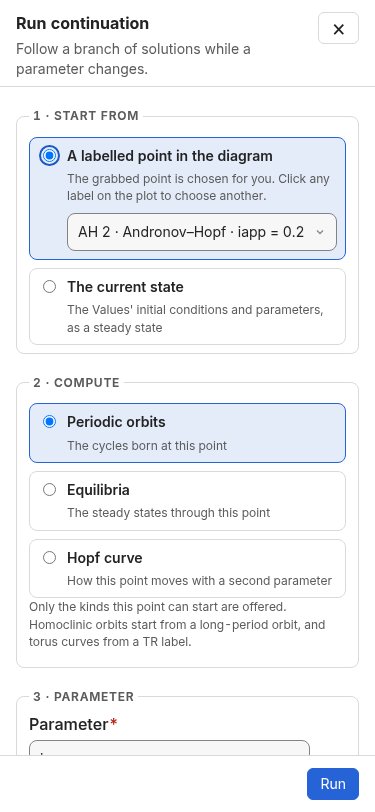 Run continuation
Follow a branch of solutions while a
parameter changes.
1 · START FROM
A labelled point in the diagram
The grabbed point is chosen for you. Click any
label on the plot to choose another.
AH 2 · Andronov–Hopf · iapp = 0.2
The current state
The Values' initial conditions and parameters,
as a steady state
2 · COMPUTE
Periodic orbits
The cycles born at this point
Equilibria
The steady states through this point
Hopf curve
How this point moves with a second parameter
Only the kinds this point can start are offered.
Homoclinic orbits start from a long-period orbit, and
torus curves from a TR label.
3 · PARAMETER
Parameter*
Run